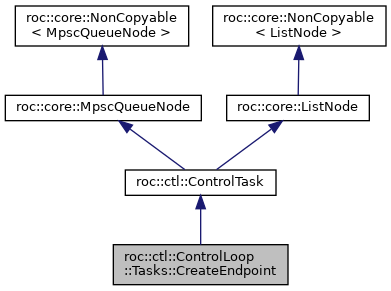 roc::core::NonCopyable
< MpscQueueNode >
roc::core::NonCopyable
< ListNode >
roc::core::MpscQueueNode
roc::core::ListNode
roc::ctl::ControlTask
roc::ctl::ControlLoop
::Tasks::CreateEndpoint